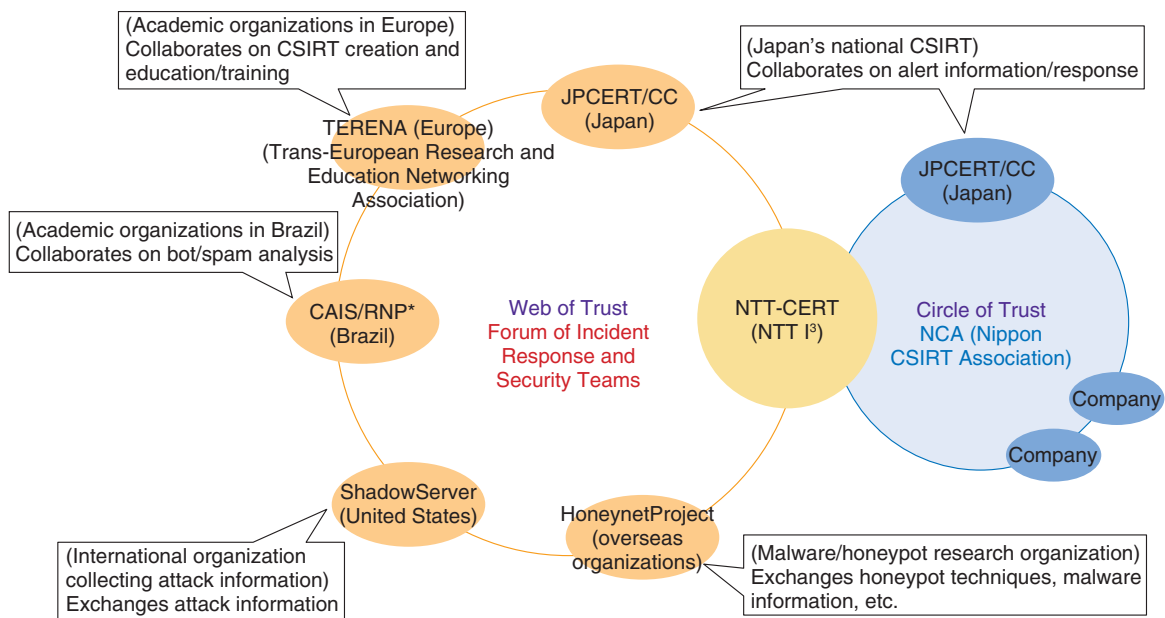 (Academic organizations in Europe)
Collaborates on CSIRT creation and
education/training
(Japan's national CSIRT)
Collaborates on alert information/response
JPCERT/CC
(Japan)
TERENA (Europe)
(Trans-European Research and
Education Networking
Association)
JPCERT/CC
(Japan)
(Academic organizations in Brazil)
Collaborates on bot/spam analysis
CAIS/RNP*
(Brazil)
Web of Trust
Forum of Incident
Response and
Security Teams
NTT-CERT
(NTT I³)
Circle of Trust
NCA (Nippon
CSIRT Association)
Company
Company
ShadowServer
(United States)
HoneynetProject
(overseas
organizations)
(International organization
collecting attack information)
Exchanges attack information
(Malware/honeypot research organization)
Exchanges honeypot techniques, malware
information, etc.